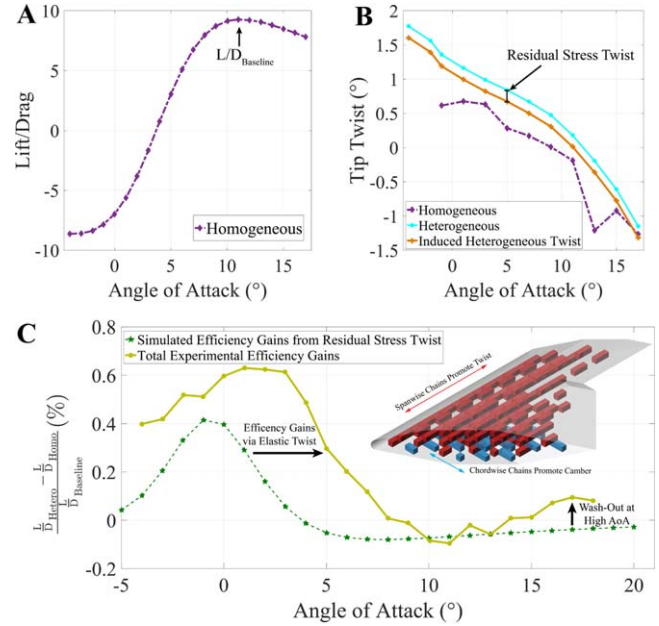 A
10
5
0
-5
-10
Lift/Drag
L/D Baseline
Homogeneous
0
5
10
15
Angle of Attack (°)
B
2
1.5
1
0.5
0
-0.5
-1
-1.5
Tip Twist (°)
Residual Stress Twist
Homogeneous
Heterogeneous
Induced Heterogeneous Twist
0
5
10
15
Angle of Attack (°)
C
0.8
0.6
0.4
0.2
0
-0.2
L/D Hetero - L/D Homo
L/D Baseline
(%)
Simulated Efficiency Gains from Residual Stress Twist
Total Experimental Efficiency Gains
Efficency Gains
via Elastic Twist
Spanwise Chains Promote Twist
Chordwise Chains Promote Camber
Wash-Out at
High AoA
-5
0
5
10
15
20
Angle of Attack (°)